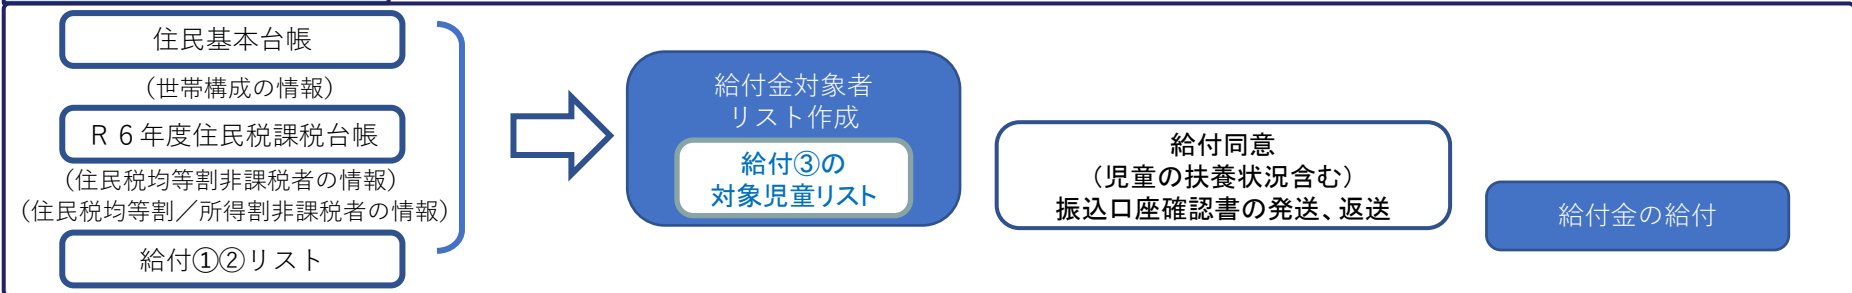 住民基本台帳
（世帯構成の情報）
Ｒ６年度住民税課税台帳
（住民税均等割非課税者の情報）
（住民税均等割／所得割非課税者の情報）
給付①②リスト
給付金対象者
リスト作成
給付③の
対象児童リスト
給付同意
（児童の扶養状況含む）
振込口座確認書の発送、返送
給付金の給付